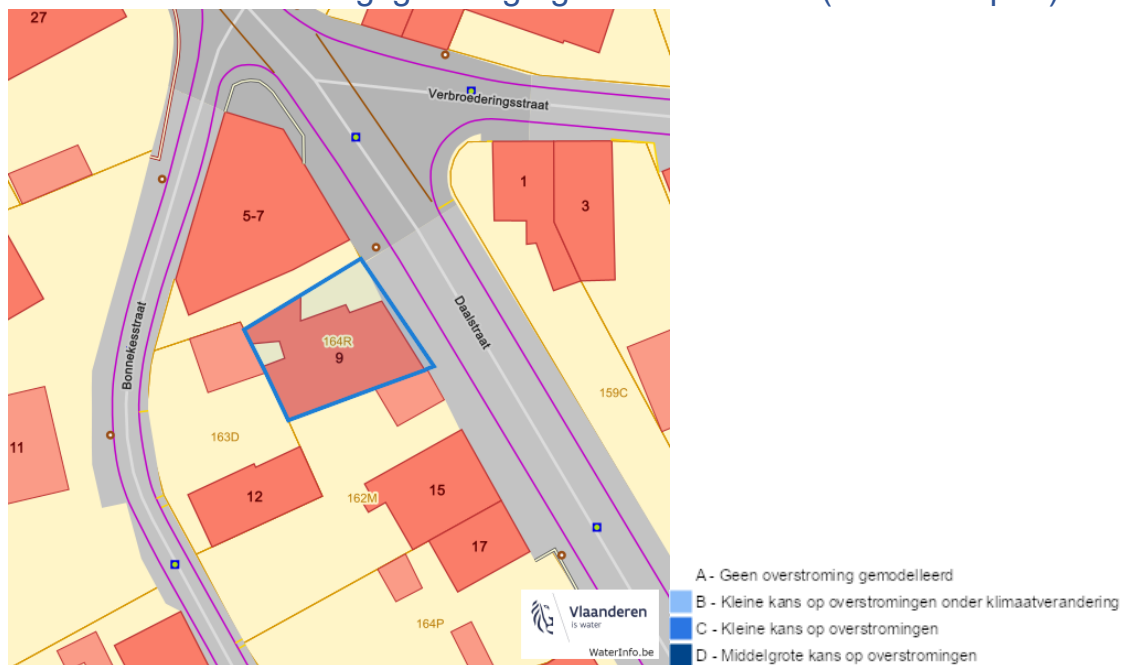 27
Verbroederingsstraat
1
3
5-7
Daalstraat
Bonnekesstraat
164R
9
159C
11
163D
12
162M
15
17
164P
Vlaanderen
is water
WaterInfo.be
A - Geen overstroming gemodelleerd
B - Kleine kans op overstromingen onder klimaatverandering
C - Kleine kans op overstromingen
D - Middelgrote kans op overstromingen